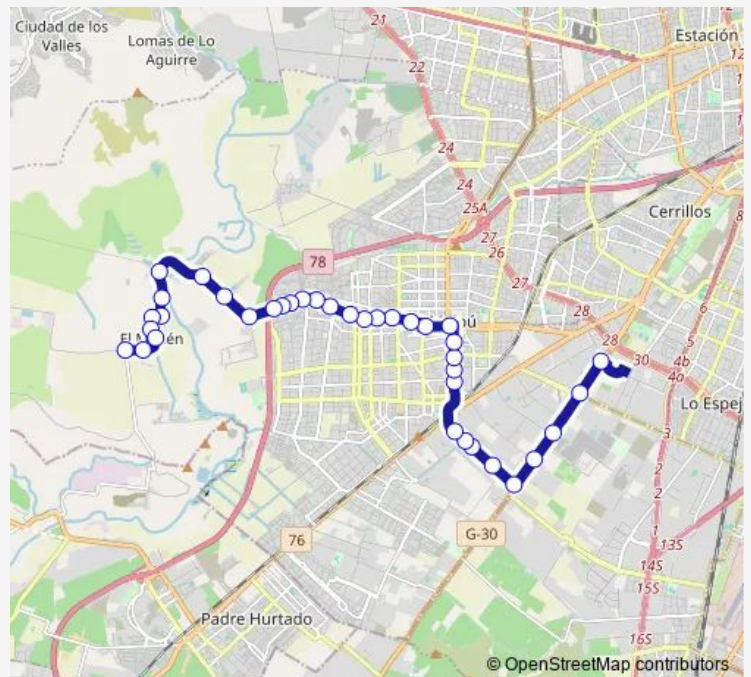 Ciudad de los
Valles
Lomas de Lo
Aguirre
21
Estación
22
12
24
24
25A
Cerrillos
27
26
78
27
28
28
30
4b
4a
Lo Espej
3
2
2
76
G-30
1
13S
14S
15S
Padre Hurtado
16S
© OpenStreetMap contributors